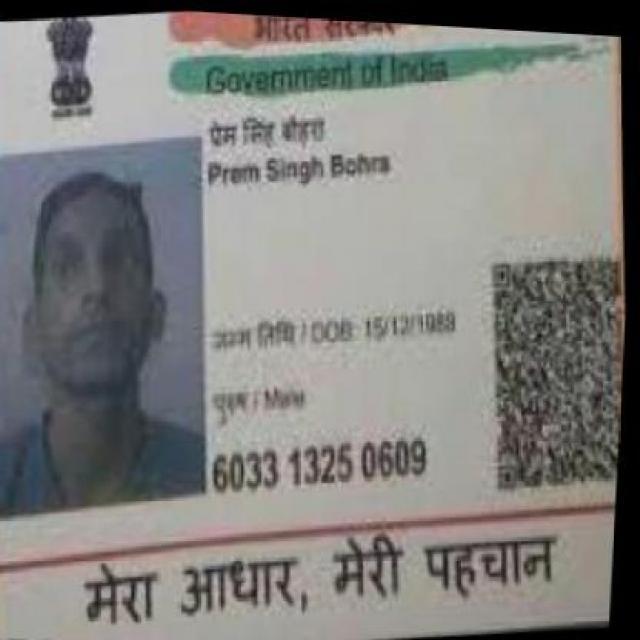 भारत सरकार
Government of India
प्रेम सिंह बोहरा
Prem Singh Bohra
जन्म तिथि / DOB: 15/12/1989
पुरुष / Male
6033 1325 0609
मेरा आधार, मेरी पहचान